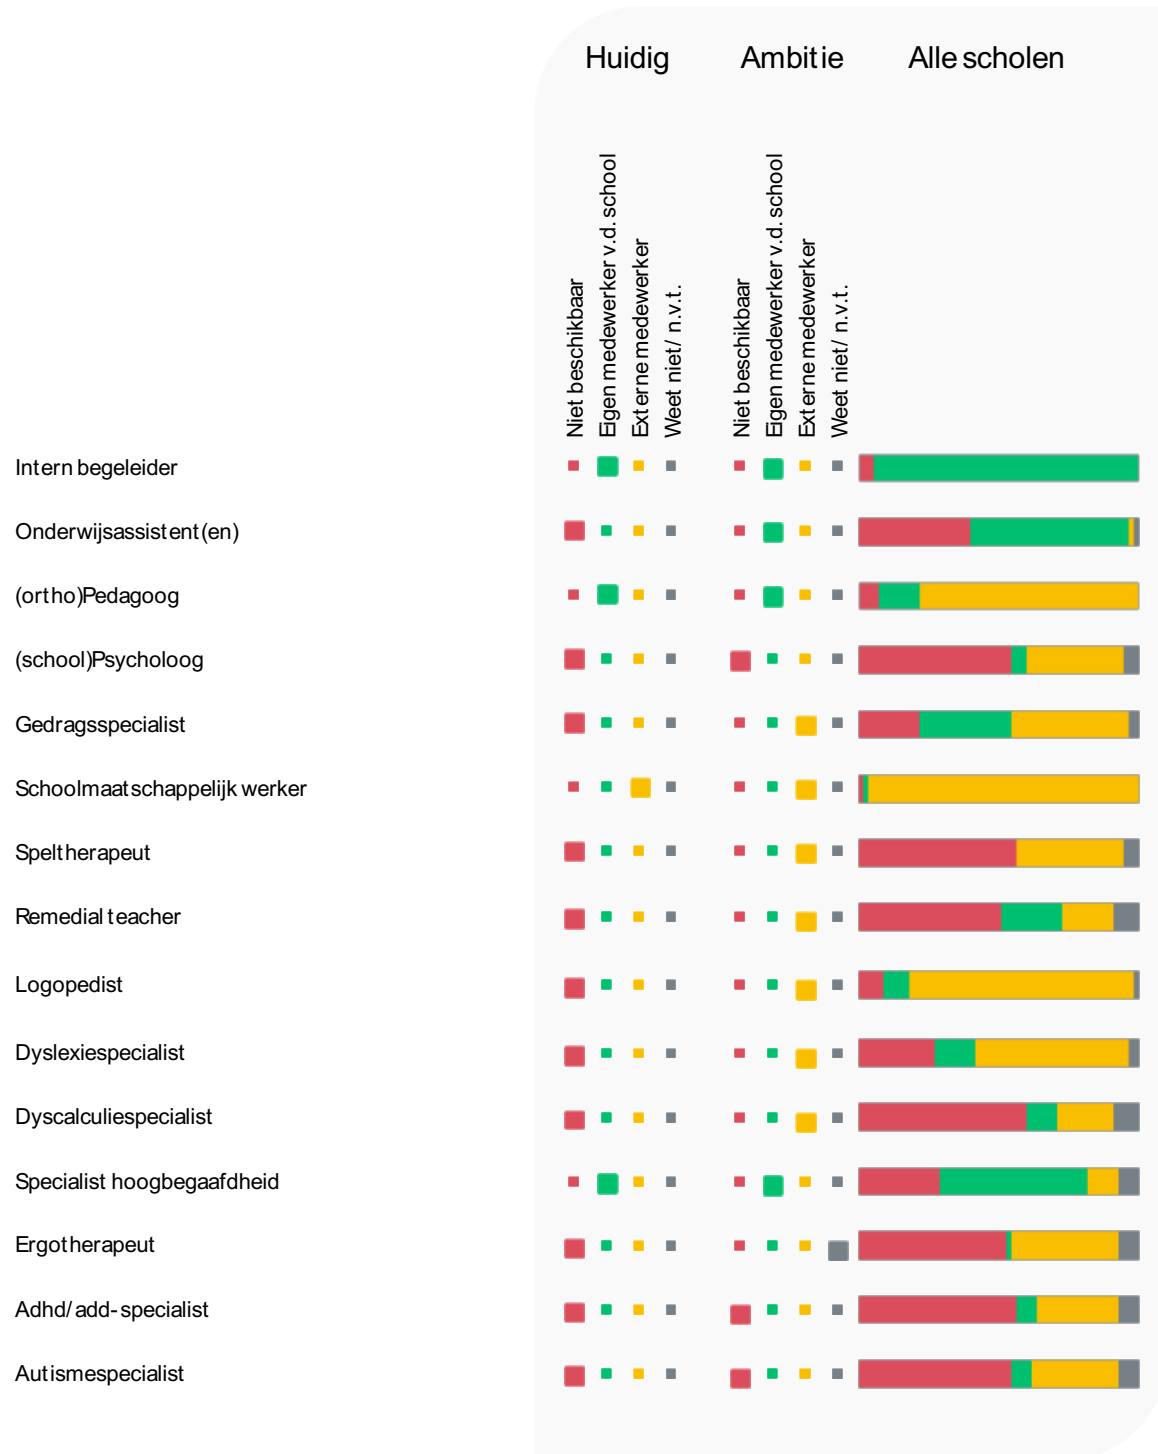 Huidig Ambitie Alle scholen
Niet beschikbaar
Eigen medewerker v.d. school
Externe medewerker
Weet niet/ n.v.t.
Niet beschikbaar
Eigen medewerker v.d. school
Externe medewerker
Weet niet/ n.v.t.
Intern begeleider
Onderwijsassistent(en)
(ortho)Pedagoog
(school)Psycholoog
Gedragsspecialist
Schoolmaatschappelijk werker
Speltherapeut
Remedial teacher
Logopedist
Dyslexiespecialist
Dyscalculiespecialist
Specialist hoogbegaafdheid
Ergotherapeut
Adhd/add-specialist
Autismespecialist